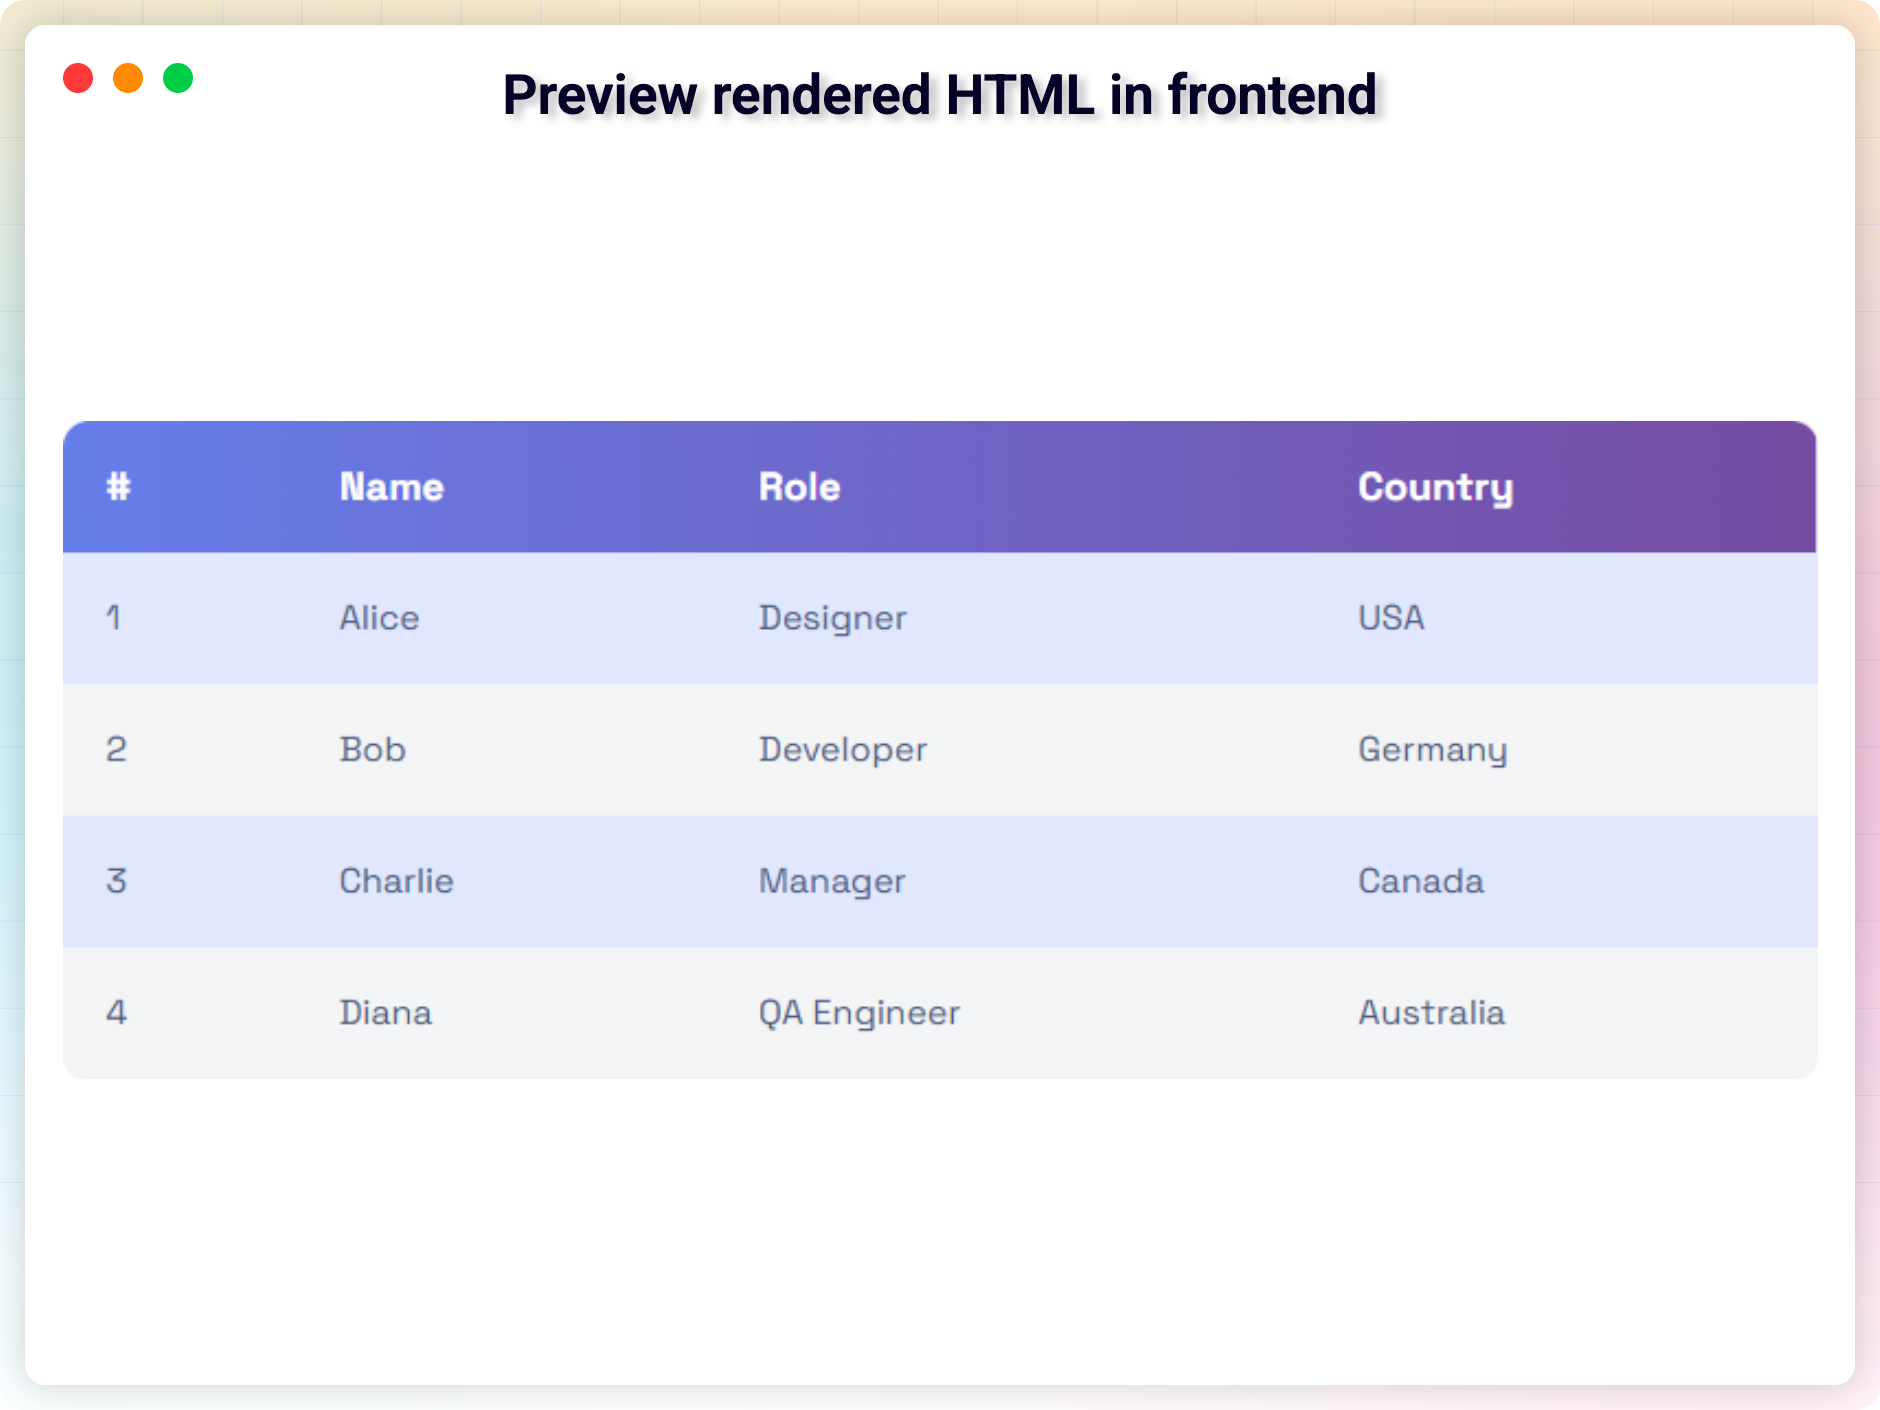 Preview rendered HTML in frontend
# Name Role Country
1 Alice Designer USA
2 Bob Developer Germany
3 Charlie Manager Canada
4 Diana QA Engineer Australia